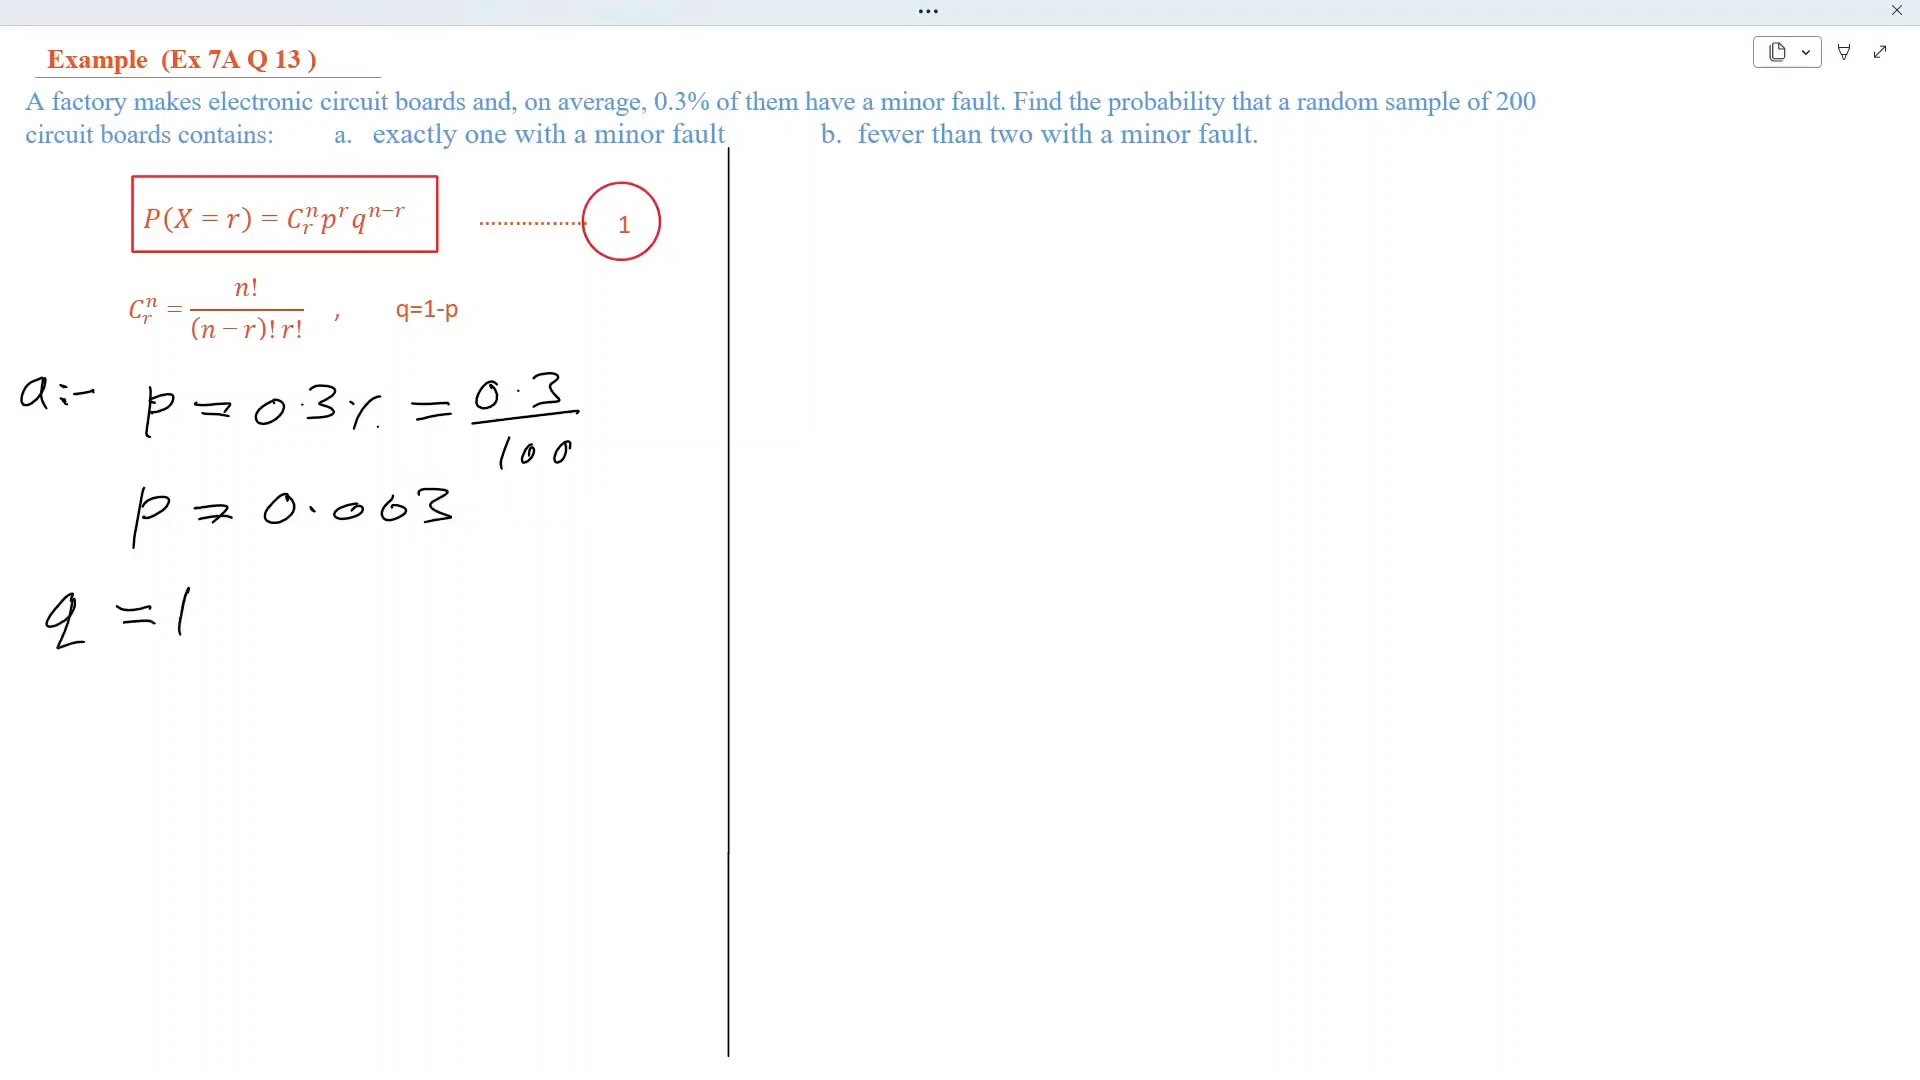 Example (Ex 7A Q 13 )
A factory makes electronic circuit boards and, on average, 0.3% of them have a minor fault. Find the probability that a random sample of 200
circuit boards contains: a. exactly one with a minor fault b. fewer than two with a minor fault.
P(X = r) = C_r^n p^r q^{n−r} .................. 1
C_r^n = n! / (n − r)! r! , q=1-p
a:- p = 0.3% = 0.3 / 100
p = 0.003
q = 1